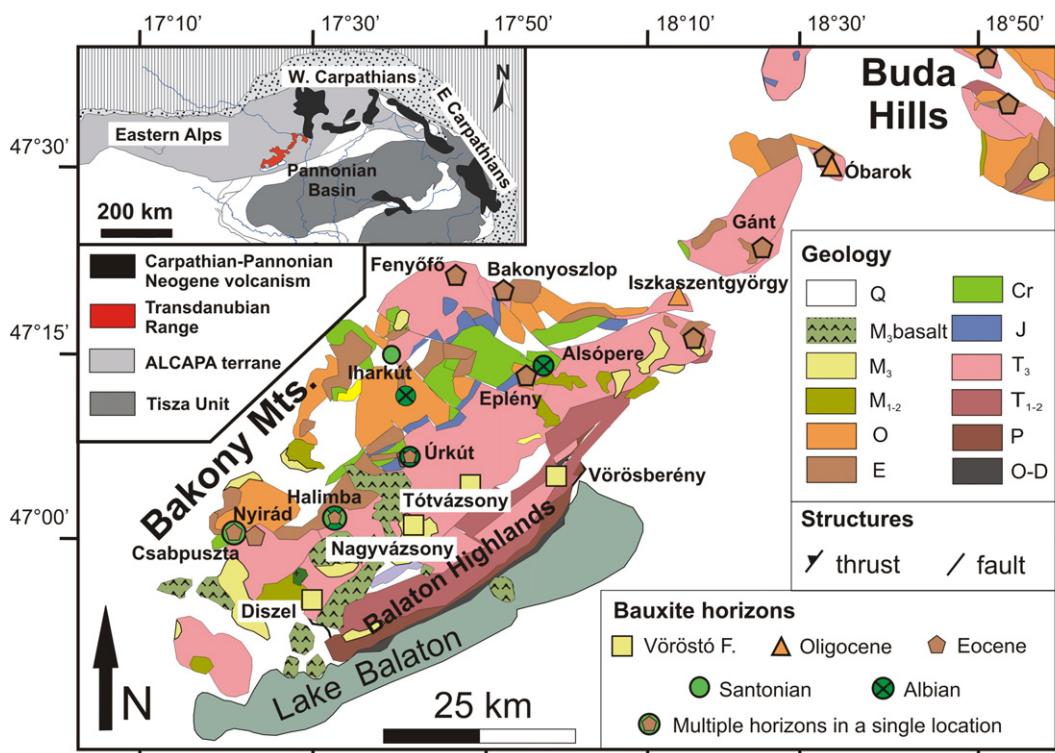 17°10' 17°30' 17°50' 18°10' 18°30' 18°50'
47°30'
47°15'
47°00'
W. Carpathians
E Carpathians
N
Eastern Alps
Pannonian
Basin
200 km
Carpathian-Pannonian
Neogene volcanism
Transdanubian
Range
ALCAPA terrane
Tisza Unit
Buda
Hills
Óbarok
Gánt
Fenyőfő
Bakonyoszlop
Iszkaszentgyörgy
Iharkút
Alsópere
Eplény
Bakony Mts.
Úrkút
Vörösberény
Tótvázsony
Halimba
Nyirád
Csabpuszta
Nagyvázsony
Diszel
Balaton Highlands
Lake Balaton
N
25 km
Geology
Q Cr
M₃basalt J
M₃ T₃
M₁₋₂ T₁₋₂
O P
E O-D
Structures
thrust fault
Bauxite horizons
Vöröstó F. Oligocene Eocene
Santonian Albian
Multiple horizons in a single location